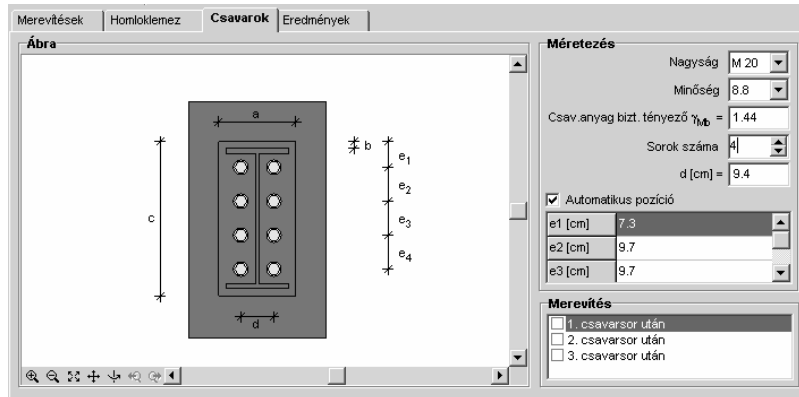 Merevítések Homloklemez Csavarok Eredmények
Ábra
a
b
c
d
e1
e2
e3
e4
Méretezés
Nagyság M 20
Minőség 8.8
Csav.anyag bizt. tényező γMb = 1.44
Sorok száma 4
d [cm] = 9.4
Automatikus pozíció
e1 [cm] 7.3
e2 [cm] 9.7
e3 [cm] 9.7
Merevítés
1. csavarsor után
2. csavarsor után
3. csavarsor után